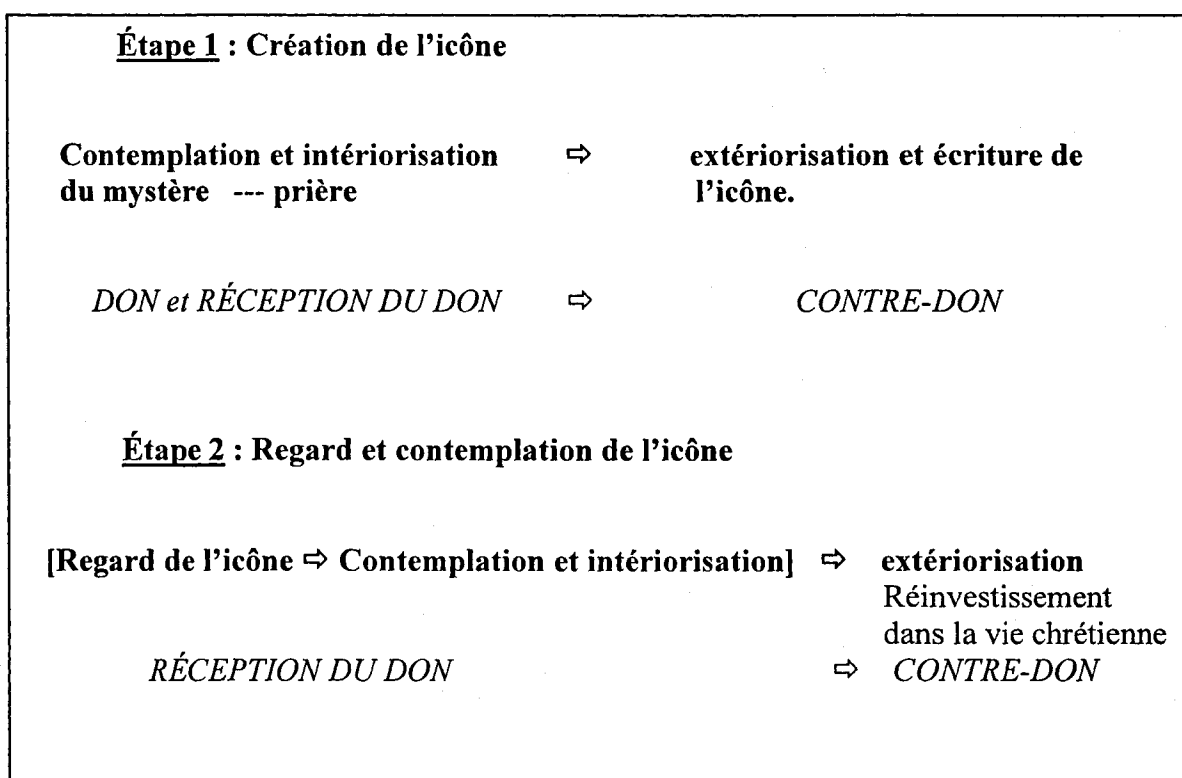 Étape 1 : Création de l'icône
Contemplation et intériorisation ⇨ extériorisation et écriture de
du mystère --- prière l'icône.
DON et RÉCEPTION DU DON ⇨ CONTRE-DON
Étape 2 : Regard et contemplation de l'icône
[Regard de l'icône ⇨ Contemplation et intériorisation] ⇨ extériorisation
Réinvestissement
dans la vie chrétienne
RÉCEPTION DU DON ⇨ CONTRE-DON